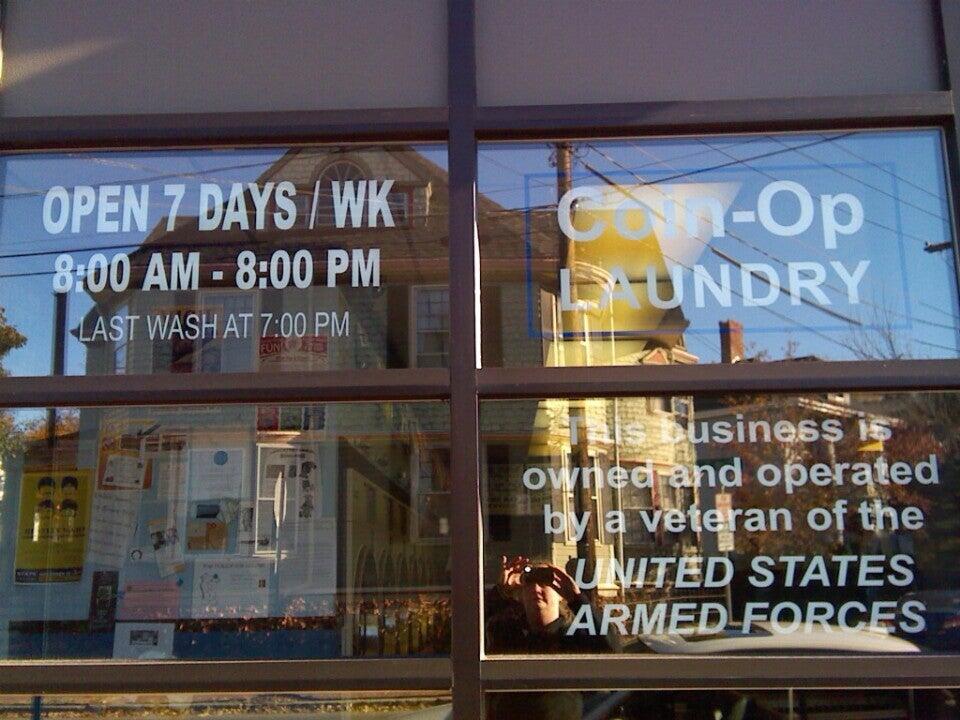 OPEN 7 DAYS / WK
8:00 AM - 8:00 PM
LAST WASH AT 7:00 PM
Coin-Op
LAUNDRY
This business is
owned and operated
by a veteran of the
UNITED STATES
ARMED FORCES